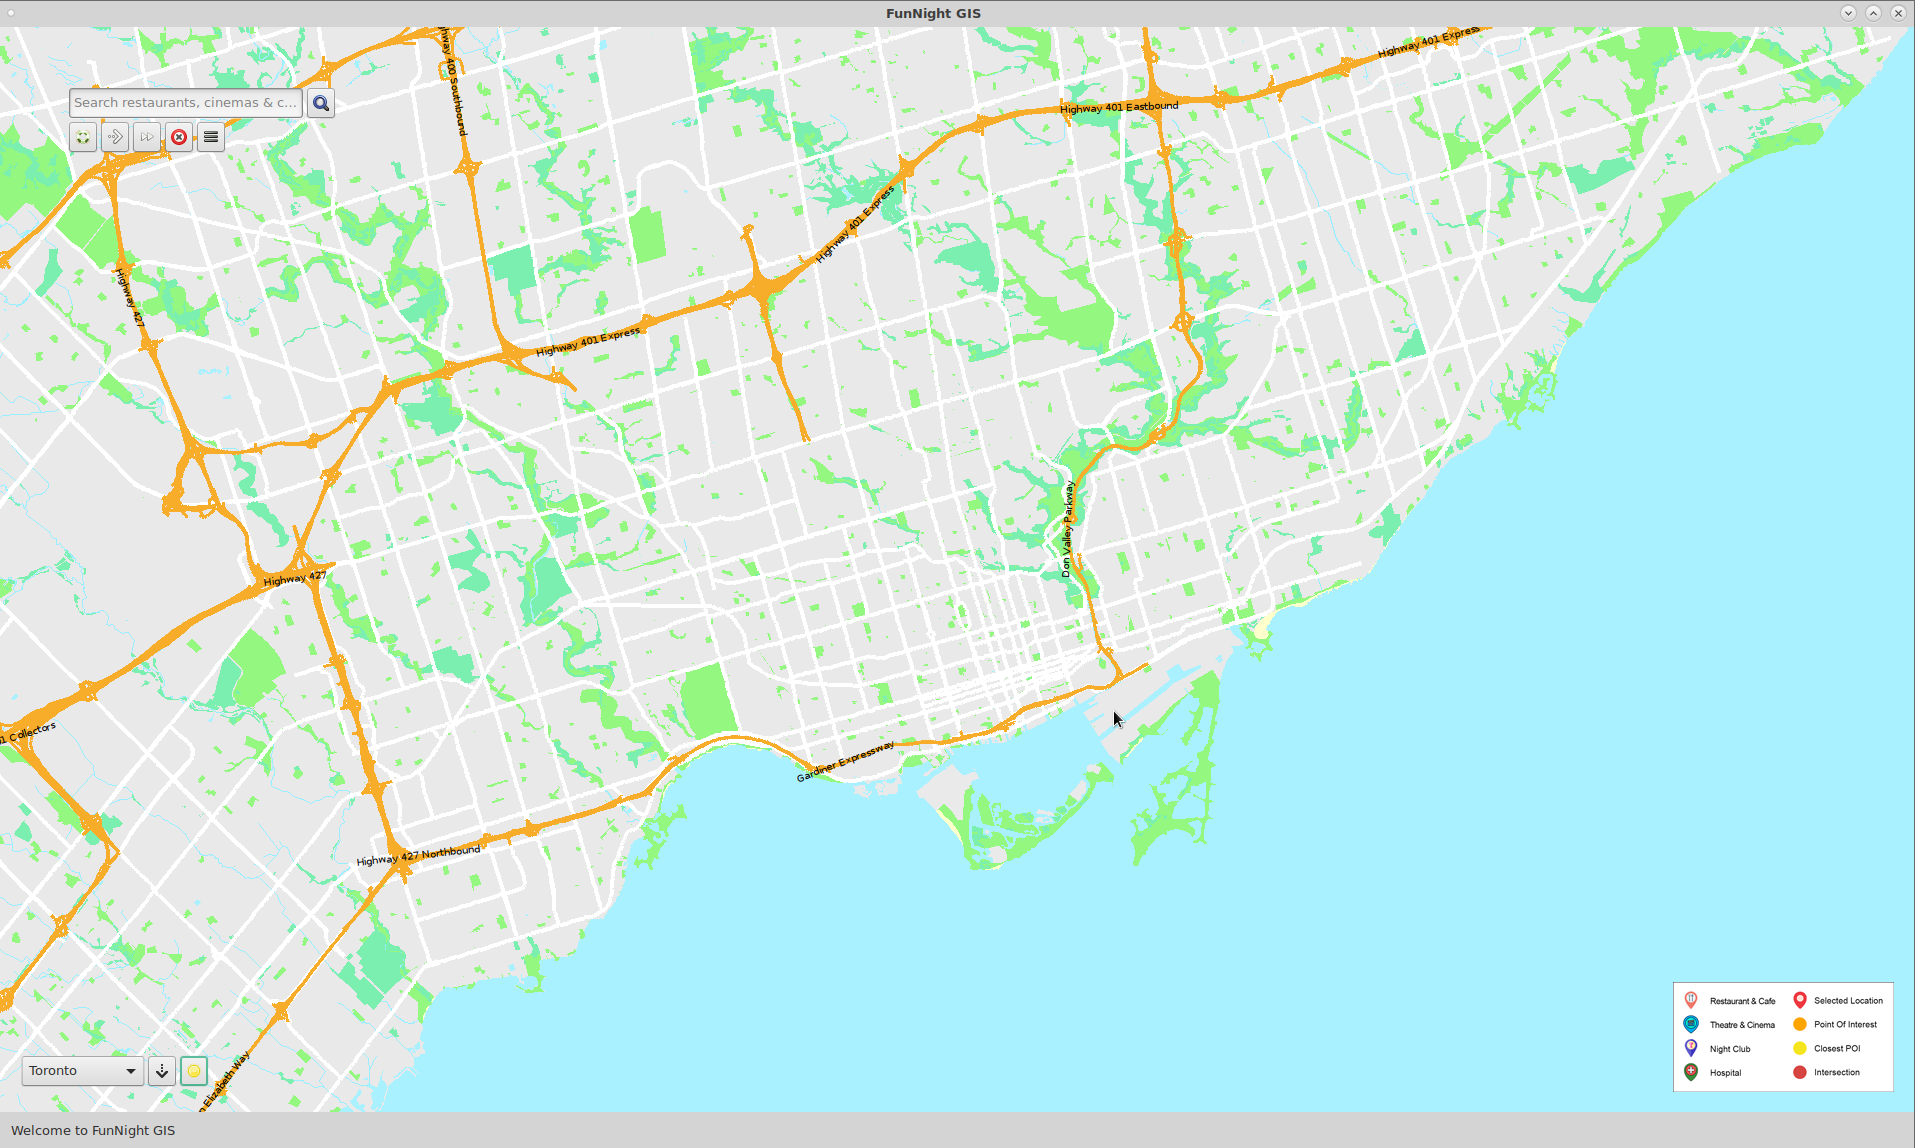 FunNight GIS
Highway 401 Express
Highway 400 Southbound
Search restaurants, cinemas & c...
Highway 401 Eastbound
Highway 401 Express
Highway 427
Highway 401 Express
Don Valley Parkway
Highway 427
Collectors
Gardiner Expressway
Highway 427 Northbound
Elizabeth Way
Restaurant & Cafe
Selected Location
Theatre & Cinema
Point Of Interest
Night Club
Closest POI
Hospital
Intersection
Toronto
Welcome to FunNight GIS